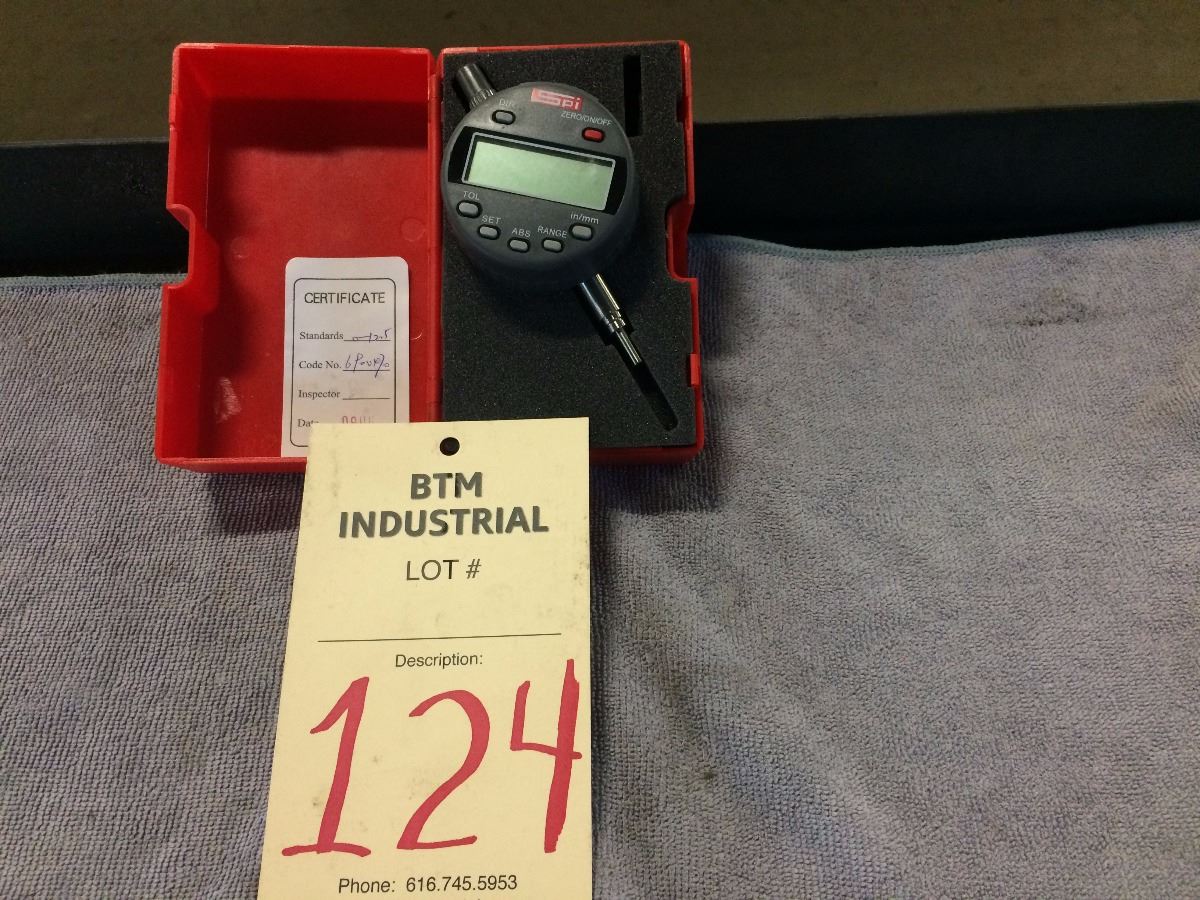 Spi
DIR
ZERO/ON/OFF
TOL
SET
ABS
RANGE
in/mm
CERTIFICATE
Standards
Code No.
Inspector
BTM
INDUSTRIAL
LOT #
Description:
124
Phone: 616.745.5953